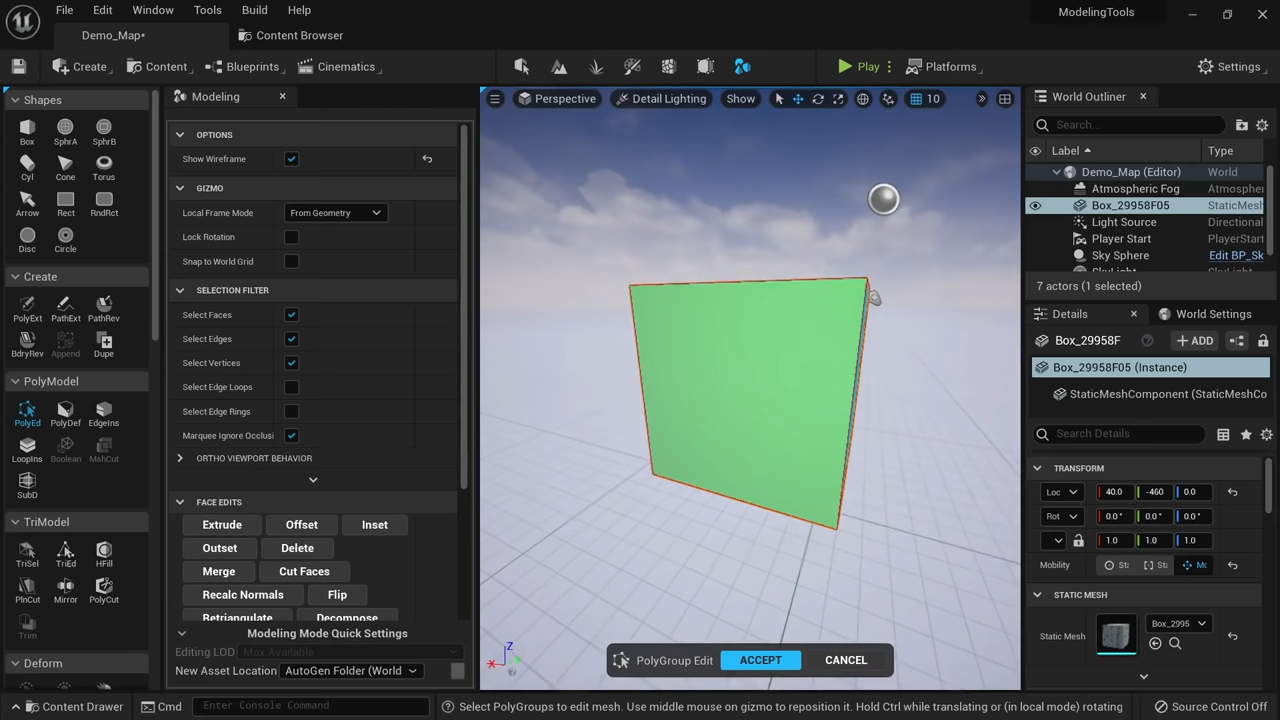 File Edit Window Tools Build Help
ModelingTools
Demo_Map*
Content Browser
Create
Content
Blueprints
Cinematics
Play
Platforms
Settings
Shapes
Box SphrA SphrB
Cyl Cone Torus
Arrow Rect RndRct
Disc Circle
Create
PolyExt PathExt PathRev
BdryRev Append Dupe
PolyModel
PolyEd PolyDef EdgeIns
LoopIns Boolean MshCut
SubD
TriModel
TriSel TriEd HFill
PlnCut Mirror PolyCut
Trim
Deform
Modeling
OPTIONS
Show Wireframe
GIZMO
Local Frame Mode From Geometry
Lock Rotation
Snap to World Grid
SELECTION FILTER
Select Faces
Select Edges
Select Vertices
Select Edge Loops
Select Edge Rings
Marquee Ignore Occlusi
ORTHO VIEWPORT BEHAVIOR
FACE EDITS
Extrude Offset Inset
Outset Delete
Merge Cut Faces
Recalc Normals Flip
Retriangulate Decompose
Modeling Mode Quick Settings
Editing LOD Max Available
New Asset Location AutoGen Folder (World
Perspective Detail Lighting Show 10
X Z
PolyGroup Edit ACCEPT CANCEL
World Outliner
Search...
Label Type
Demo_Map (Editor) World
Atmospheric Fog Atmosphe
Box_29958F05 StaticMesh
Light Source Directional
Player Start PlayerStart
Sky Sphere Edit BP_Sk
SkyLight SkyLight
7 actors (1 selected)
Details
World Settings
Box_29958F
ADD
Box_29958F05 (Instance)
StaticMeshComponent (StaticMeshCo
Search Details
TRANSFORM
Loc 40.0 -460 0.0
Rot 0.0° 0.0° 0.0°
1.0 1.0 1.0
Mobility Sta Sta Mo
STATIC MESH
Static Mesh Box_2995
Content Drawer
Cmd
Enter Console Command
Select PolyGroups to edit mesh. Use middle mouse on gizmo to reposition it. Hold Ctrl while translating or (in local mode) rotating
Source Control Off